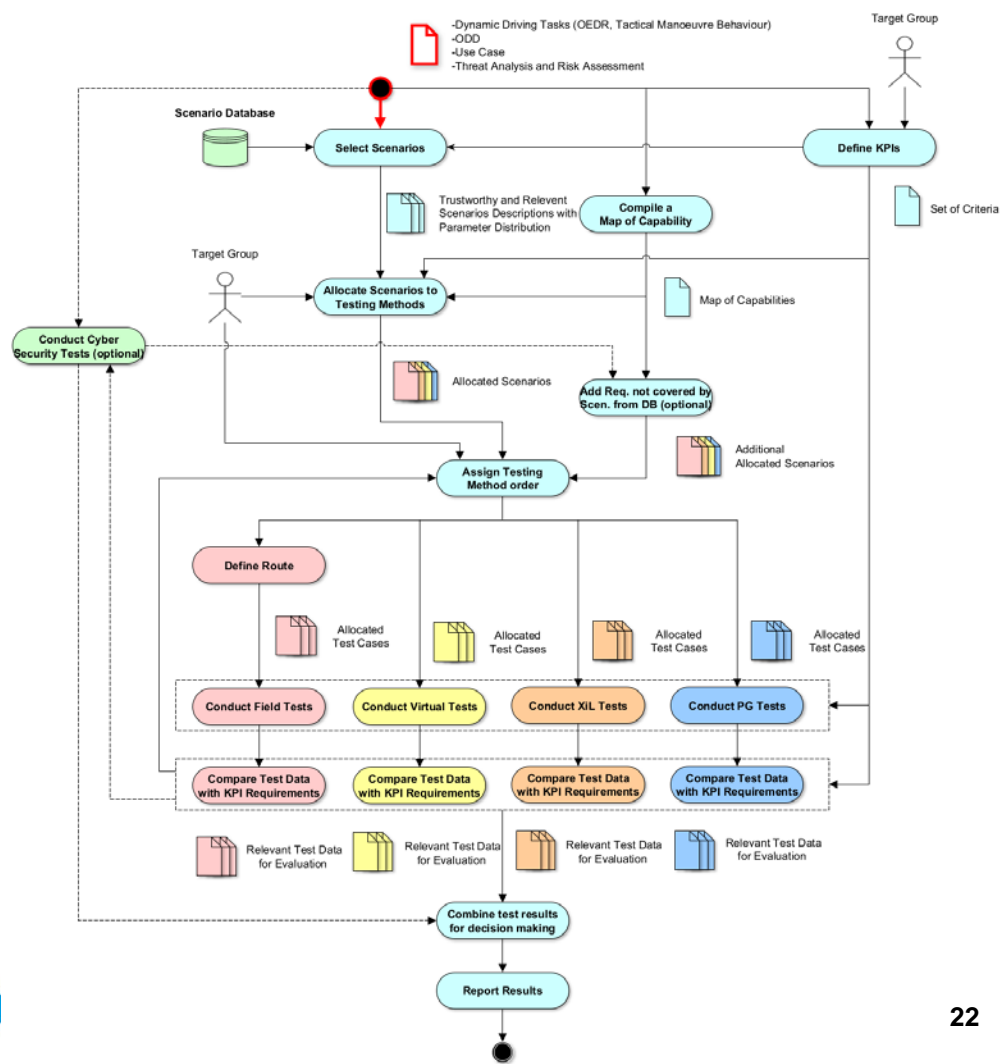 -Dynamic Driving Tasks (OEDR, Tactical Manoeuvre Behaviour)
-ODD
-Use Case
-Threat Analysis and Risk Assessment
Target Group
Scenario Database
Select Scenarios
Define KPIs
Trustworthy and Relevent
Scenarios Descriptions with
Parameter Distribution
Compile a
Map of Capability
Set of Criteria
Target Group
Allocate Scenarios to
Testing Methods
Map of Capabilities
Conduct Cyber
Security Tests (optional)
Allocated Scenarios
Add Req. not covered by
Scen. from DB (optional)
Additional
Allocated Scenarios
Assign Testing
Method order
Define Route
Allocated
Test Cases
Allocated
Test Cases
Allocated
Test Cases
Allocated
Test Cases
Conduct Field Tests
Conduct Virtual Tests
Conduct XiL Tests
Conduct PG Tests
Compare Test Data
with KPI Requirements
Compare Test Data
with KPI Requirements
Compare Test Data
with KPI Requirements
Compare Test Data
with KPI Requirements
Relevant Test Data
for Evaluation
Relevant Test Data
for Evaluation
Relevant Test Data
for Evaluation
Relevant Test Data
for Evaluation
Combine test results
for decision making
Report Results
22